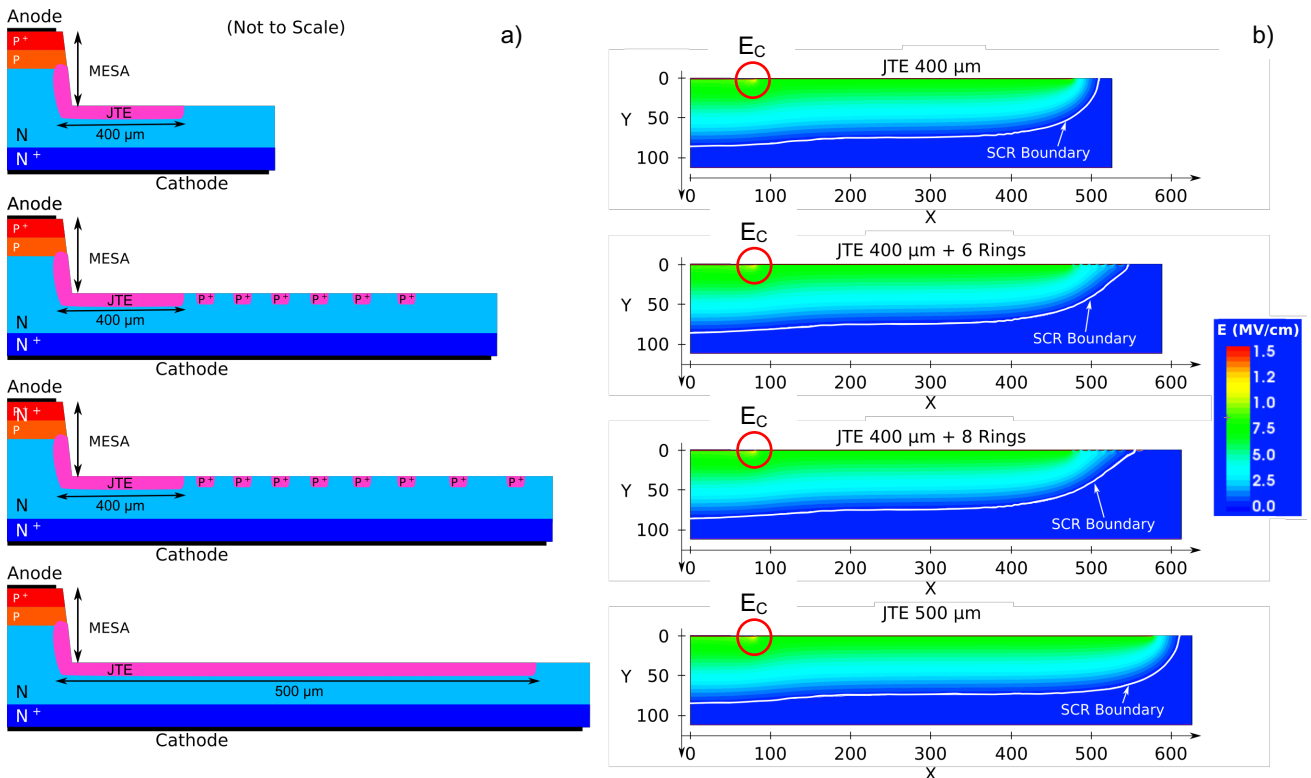 (Not to Scale)
a)
Anode
P+
P
MESA
JTE
400 µm
N
N+
Cathode
Anode
P+
P
MESA
JTE
P+ P+ P+ P+ P+ P+
400 µm
N
N+
Cathode
Anode
N+
P
MESA
JTE
P+ P+ P+ P+ P+ P+ P+ P+
400 µm
N
N+
Cathode
Anode
P+
P
MESA
JTE
500 µm
N
N+
Cathode
b)
EC
JTE 400 µm
0
Y
50
100
SCR Boundary
0 100 200 300 400 500 600
X
EC
JTE 400 µm + 6 Rings
0
Y
50
100
SCR Boundary
0 100 200 300 400 500 600
X
EC
JTE 400 µm + 8 Rings
0
Y
50
100
SCR Boundary
0 100 200 300 400 500 600
X
EC
JTE 500 µm
0
Y
50
100
SCR Boundary
0 100 200 300 400 500 600
X
E (MV/cm)
1.5
1.2
1.0
7.5
5.0
2.5
0.0